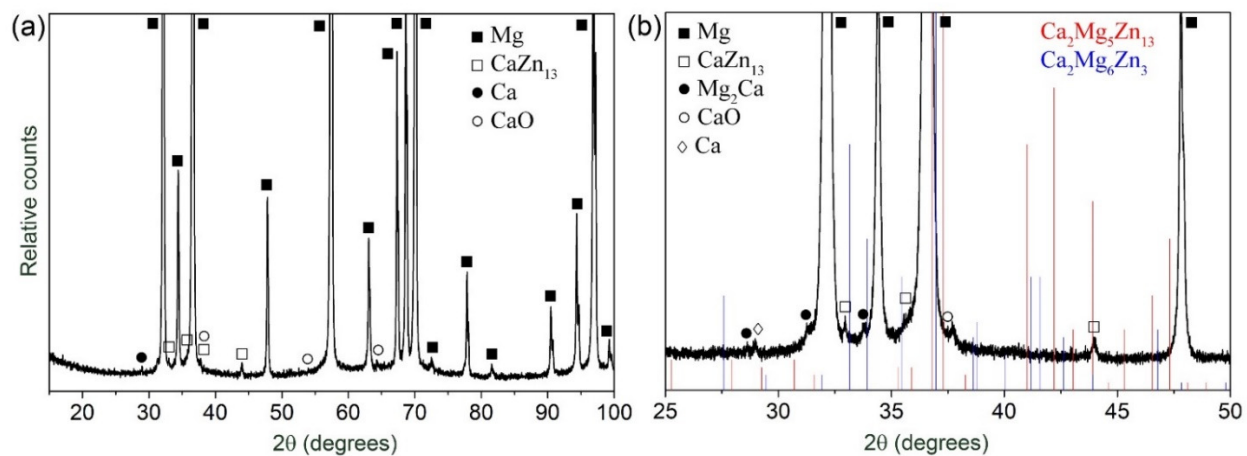 (a)
Mg
CaZn₁₃
Ca
CaO
Relative counts
20 30 40 50 60 70 80 90 100
2θ (degrees)
(b)
Mg
CaZn₁₃
Mg₂Ca
CaO
Ca
Ca₂Mg₅Zn₁₃
Ca₂Mg₆Zn₃
25 30 35 40 45 50
2θ (degrees)